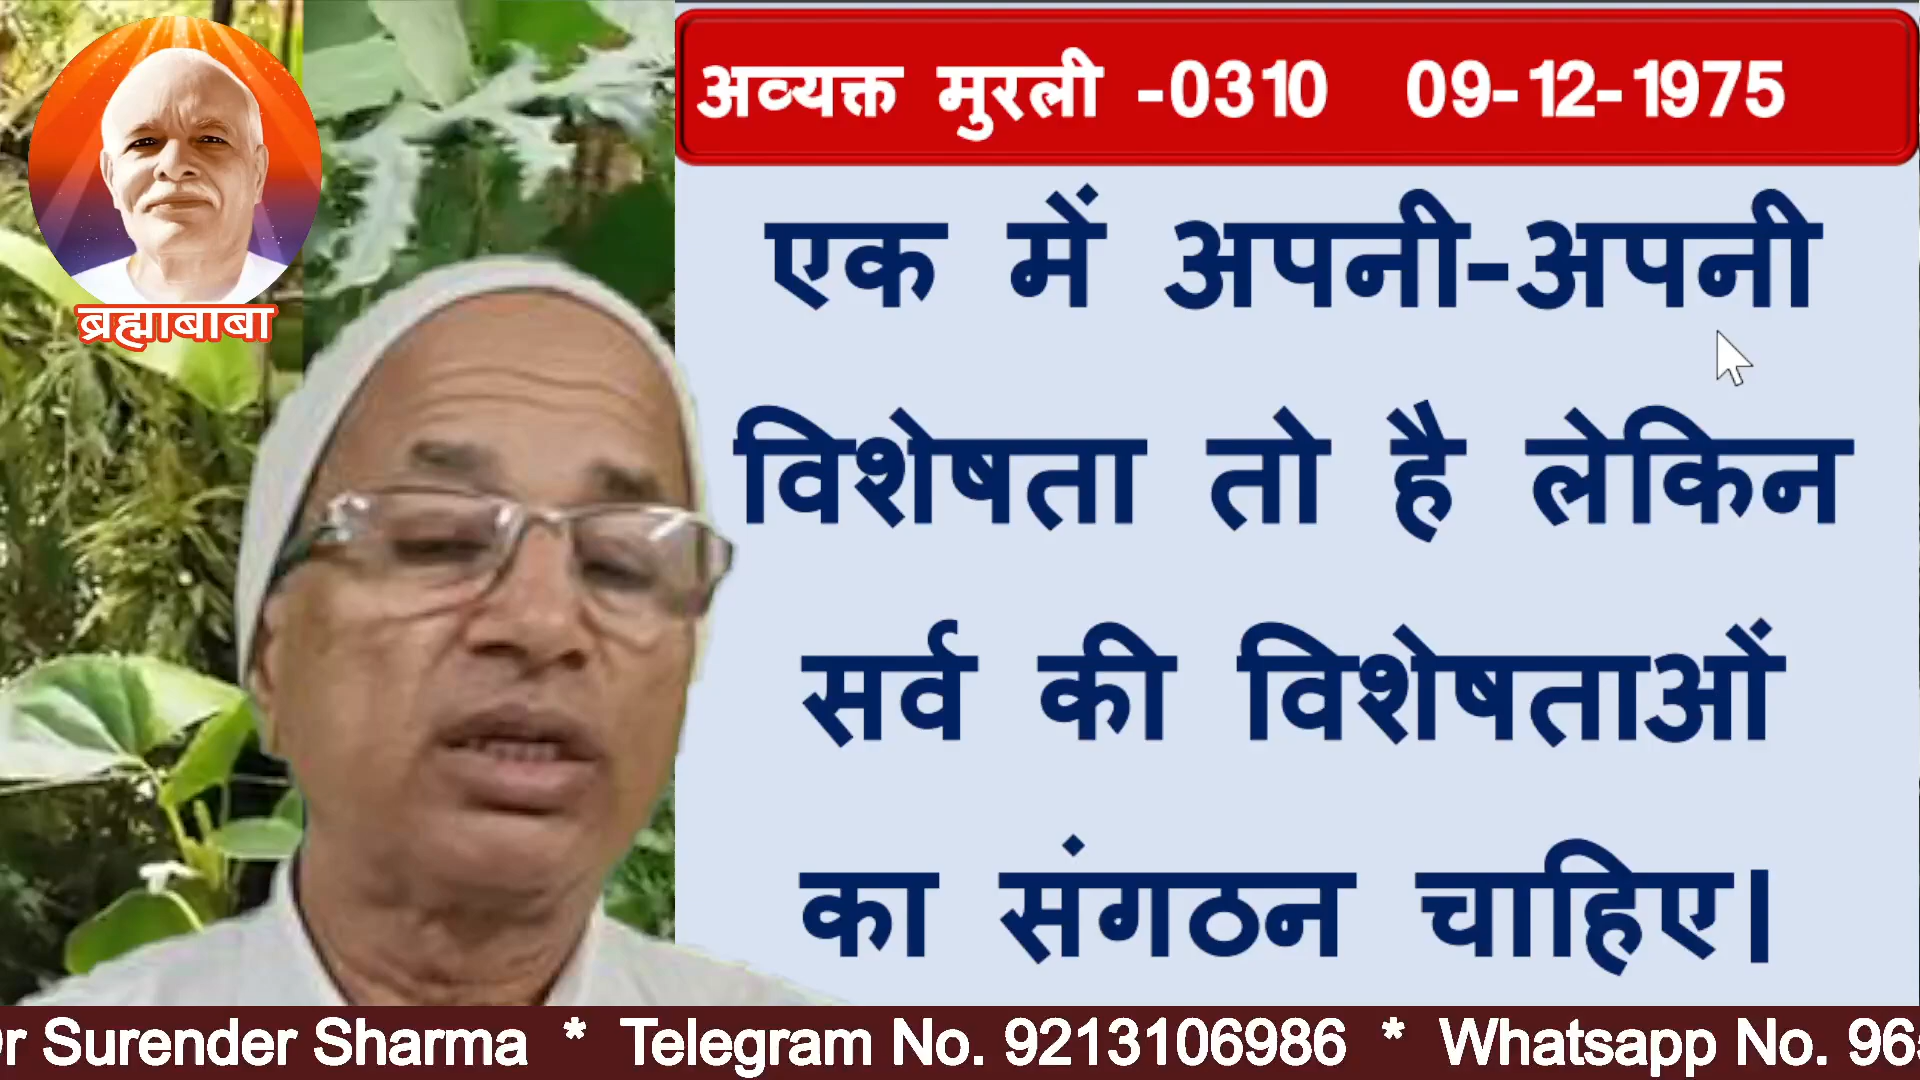 अव्यक्त मुरली -0310 09-12-1975
ब्रह्माबाबा
एक में अपनी-अपनी
विशेषता तो है लेकिन
सर्व की विशेषताओं
का संगठन चाहिए।
Surender Sharma * Telegram No. 9213106986 * Whatsapp No.